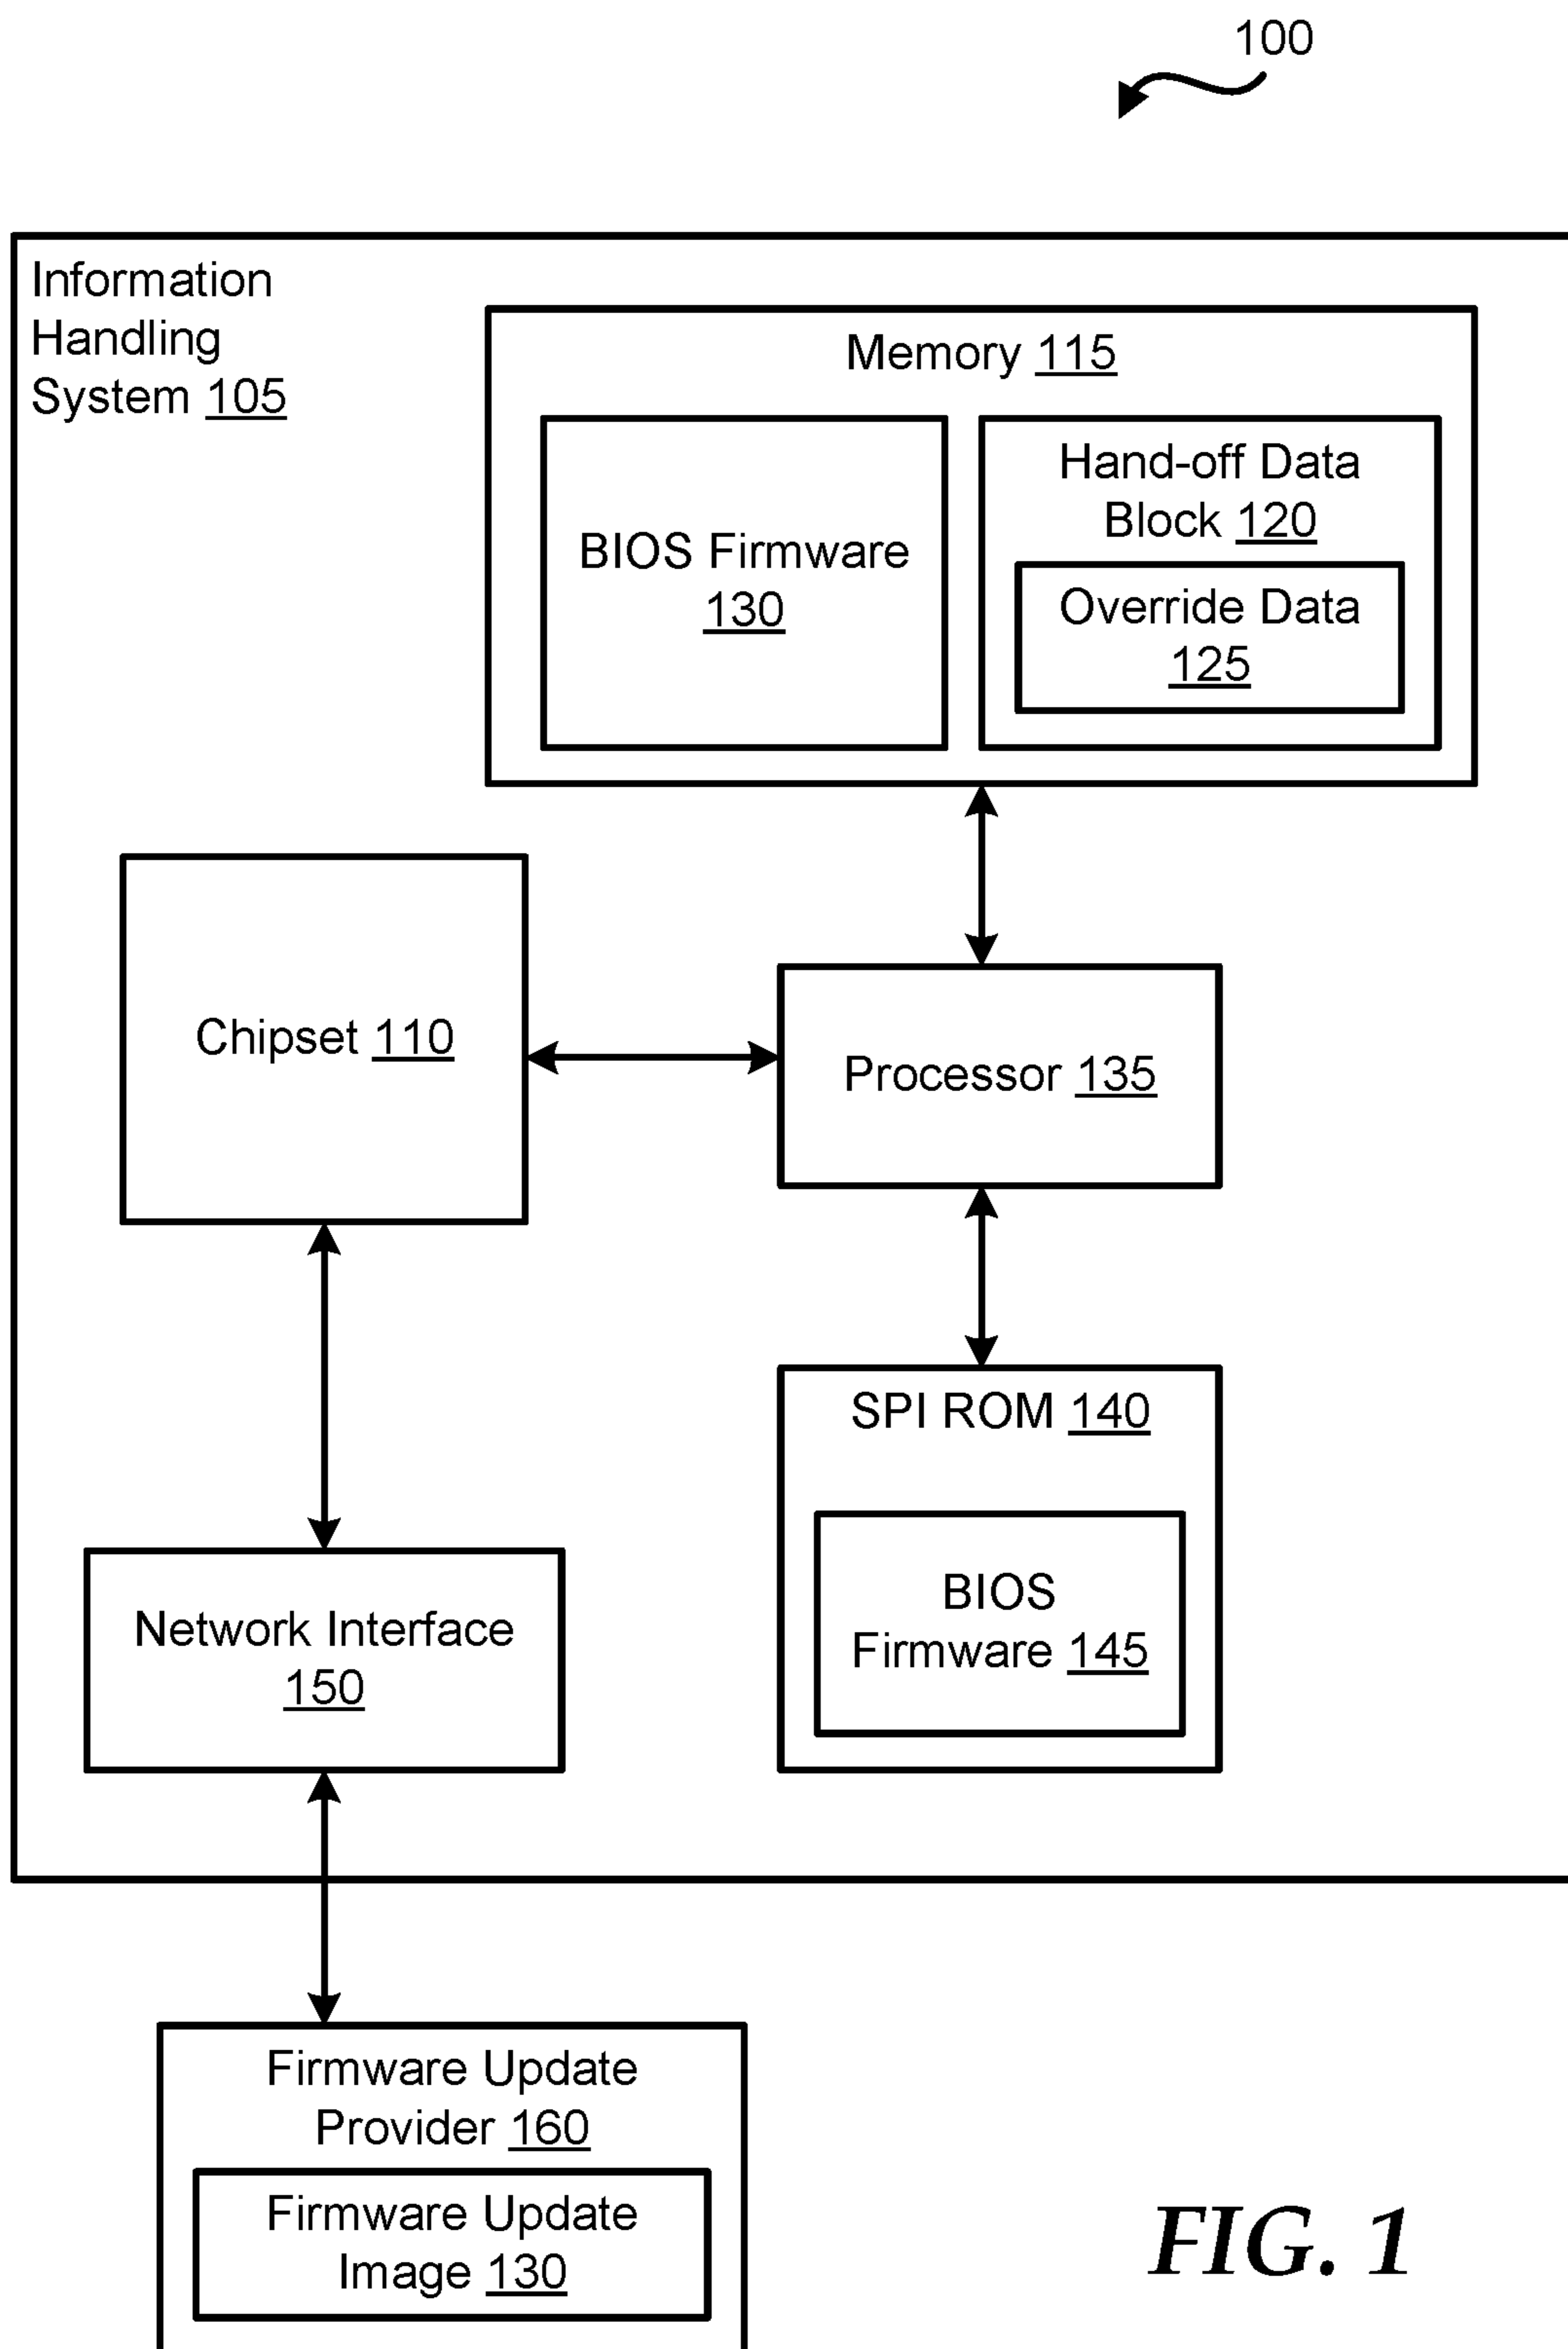 100
Information
Handling
System 105
Memory 115
BIOS Firmware
130
Hand-off Data
Block 120
Override Data
125
Chipset 110
Processor 135
SPI ROM 140
BIOS
Firmware 145
Network Interface
150
Firmware Update
Provider 160
Firmware Update
Image 130
FIG. 1